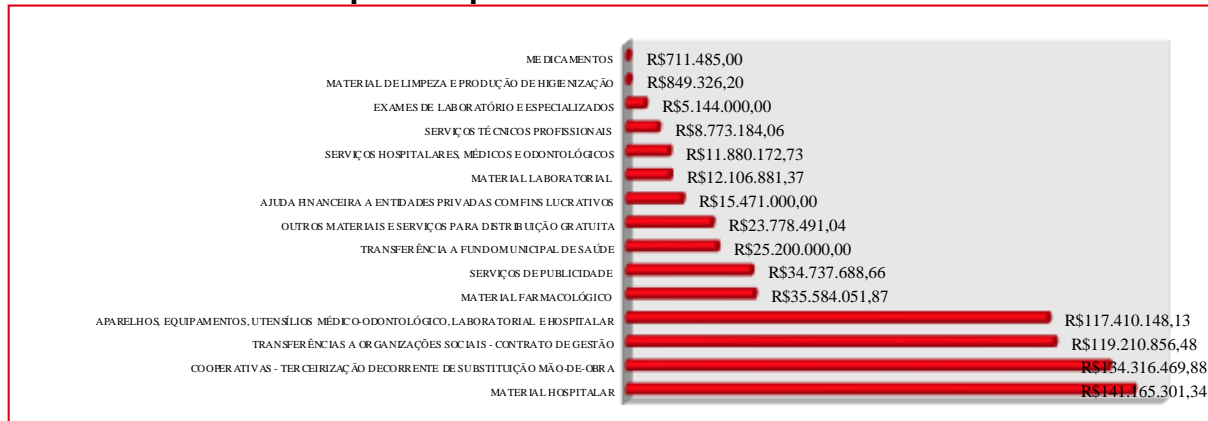 MEDICAMENTOS R$711.485,00
MATERIAL DE LIMPEZA E PRODUÇÃO DE HIGIENIZAÇÃO R$849.326,20
EXAMES DE LABORATÓRIO E ESPECIALIZADOS R$5.144.000,00
SERVIÇOS TÉCNICOS PROFISSIONAIS R$8.773.184,06
SERVIÇOS HOSPITALARES, MÉDICOS E ODONTOLÓGICOS R$11.880.172,73
MATERIAL LABORATORIAL R$12.106.881,37
AJUDA FINANCEIRA A ENTIDADES PRIVADAS COM FINS LUCRATIVOS R$15.471.000,00
OUTROS MATERIAIS E SERVIÇOS PARA DISTRIBUIÇÃO GRATUITA R$23.778.491,04
TRANSFERÊNCIA A FUNDO MUNICIPAL DE SAÚDE R$25.200.000,00
SERVIÇOS DE PUBLICIDADE R$34.737.688,66
MATERIAL FARMACOLÓGICO R$35.584.051,87
APARELHOS, EQUIPAMENTOS, UTENSÍLIOS MÉDICO-ODONTOLÓGICO, LABORATORIAL E HOSPITALAR R$117.410.148,13
TRANSFERÊNCIAS A ORGANIZAÇÕES SOCIAIS - CONTRATO DE GESTÃO R$119.210.856,48
COOPERATIVAS - TERCEIRIZAÇÃO DECORRENTE DE SUBSTITUIÇÃO MÃO-DE-OBRA R$134.316.469,88
MATERIAL HOSPITALAR R$141.165.301,34